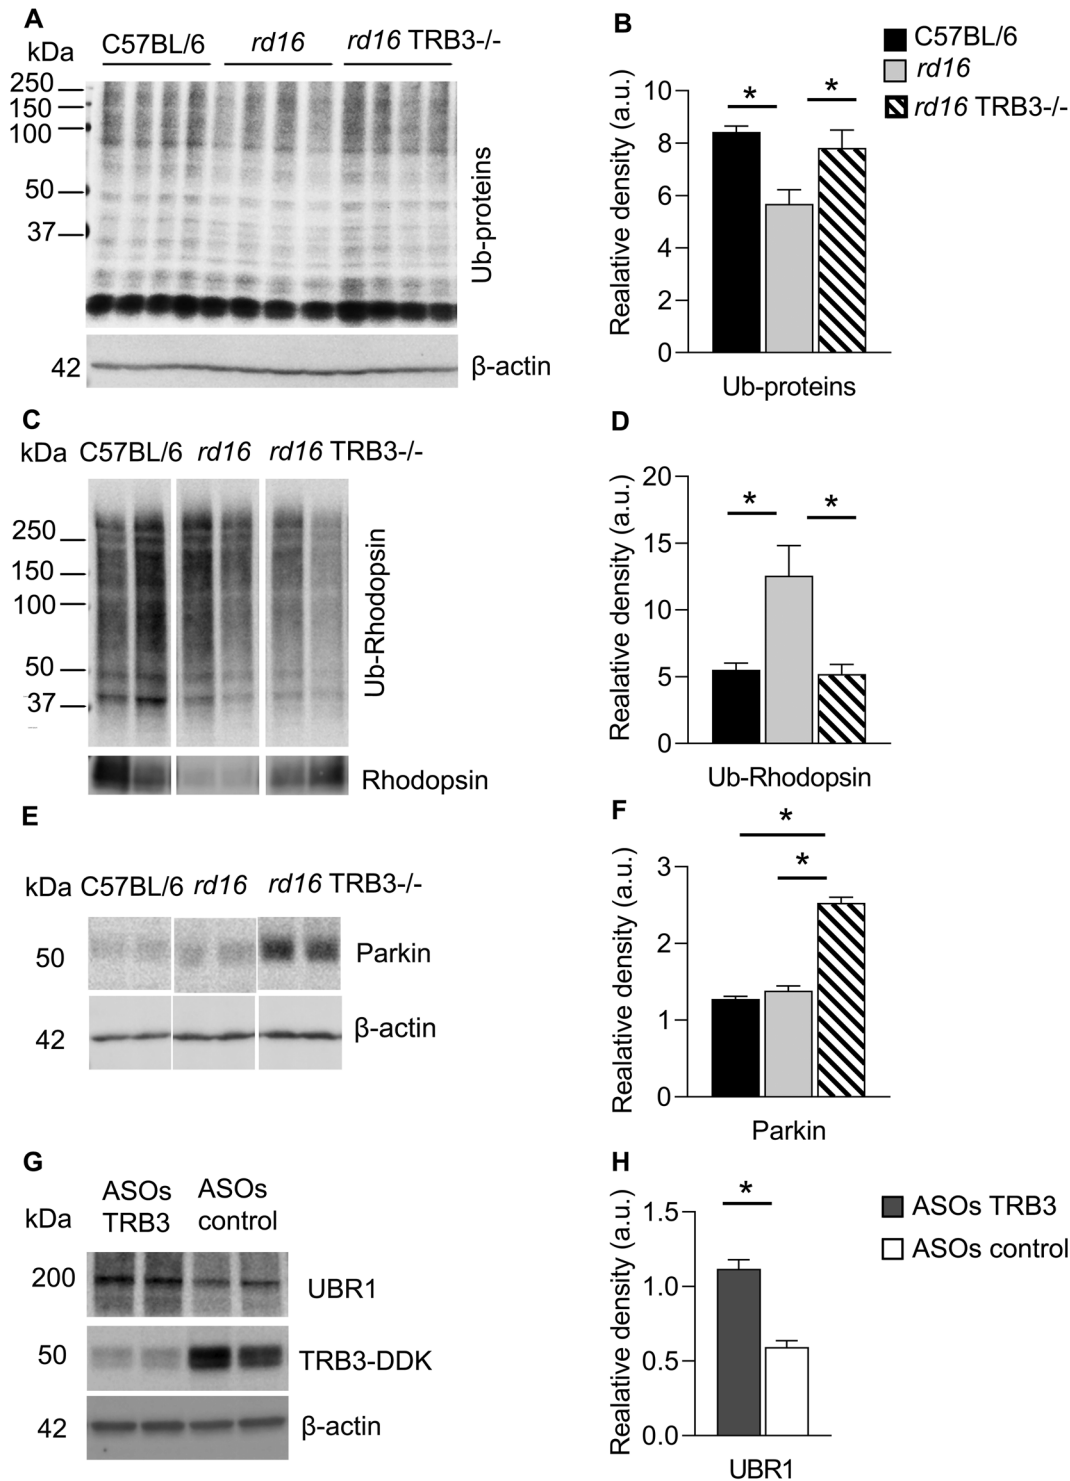 A
kDa
C57BL/6 rd16 rd16 TRB3-/-
250
150
100
50
37
Ub-proteins
42
β-actin
B
C57BL/6
rd16
rd16 TRB3-/-
Realative density (a.u.)
10
8
6
4
2
0
* *
Ub-proteins
C
kDa C57BL/6 rd16 rd16 TRB3-/-
250
150
100
50
37
Ub-Rhodopsin
Rhodopsin
D
Realative density (a.u.)
20
15
10
5
0
* *
Ub-Rhodopsin
E
kDa C57BL/6 rd16 rd16 TRB3-/-
50
Parkin
42
β-actin
F
Realative density (a.u.)
3
2
1
0
*
*
Parkin
G
kDa
ASOs
TRB3
ASOs
control
200
UBR1
50
TRB3-DDK
42
β-actin
H
Realative density (a.u.)
1.5
1.0
0.5
0.0
*
UBR1
ASOs TRB3
ASOs control